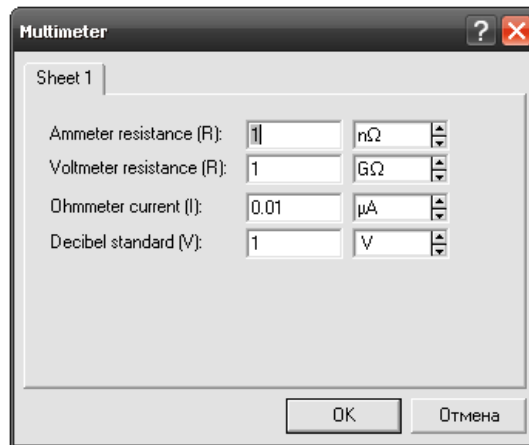 Multimeter
Sheet 1
Ammeter resistance (R): 1 nΩ
Voltmeter resistance (R): 1 GΩ
Ohmmeter current (I): 0.01 µA
Decibel standard (V): 1 V
OK Отмена